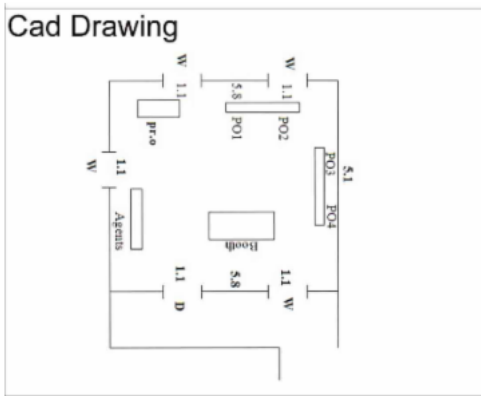 Cad Drawing
W
W
1.1
5.8
1.1
pr.o
PO1
PO2
W
1.1
PO3
5.1
PO4
Agents
Booth
1.1
5.8
1.1
D
W